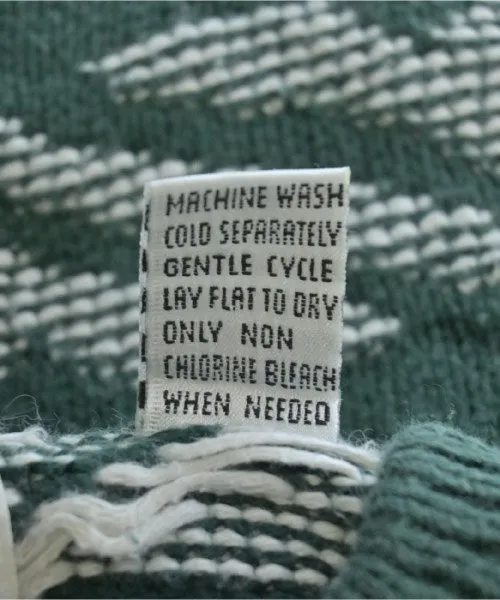 MACHINE WASH
COLD SEPARATELY
GENTLE CYCLE
LAY FLAT TO DRY
ONLY NON
CHLORINE BLEACH
WHEN NEEDED